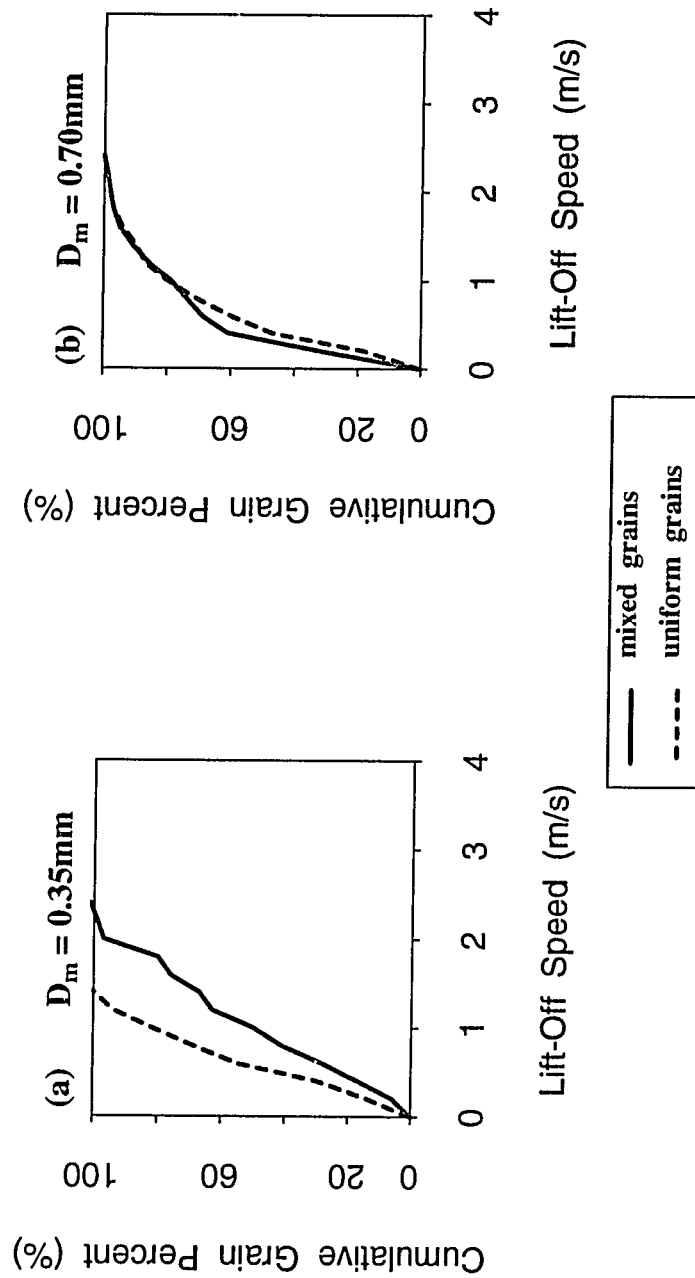 (a) D_m = 0.35mm
Cumulative Grain Percent (%)
100
60
20
0
0 1 2 3 4
Lift-Off Speed (m/s)
(b) D_m = 0.70mm
Cumulative Grain Percent (%)
100
60
20
0
0 1 2 3 4
Lift-Off Speed (m/s)
mixed grains
uniform grains